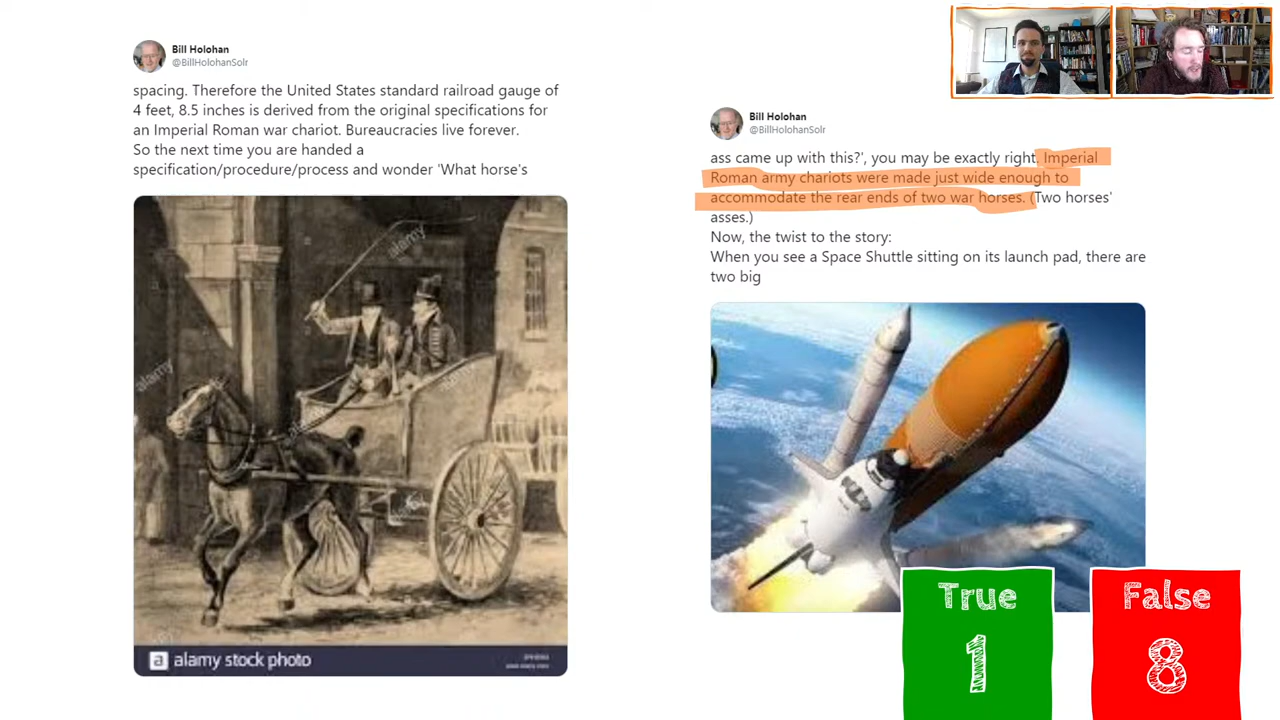 Bill Holohan
@BillHolohanSolr
spacing. Therefore the United States standard railroad gauge of
4 feet, 8.5 inches is derived from the original specifications for
an Imperial Roman war chariot. Bureaucracies live forever.
So the next time you are handed a
specification/procedure/process and wonder 'What horse's
alamy
alamy
alamy
a alamy stock photo
Bill Holohan
@BillHolohanSolr
ass came up with this?', you may be exactly right. Imperial
Roman army chariots were made just wide enough to
accommodate the rear ends of two war horses. (Two horses'
asses.)
Now, the twist to the story:
When you see a Space Shuttle sitting on its launch pad, there are
two big
True
1
False
8